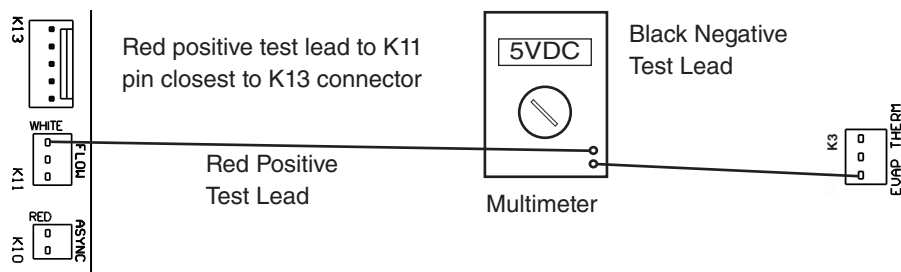 K13
Red positive test lead to K11
pin closest to K13 connector
5VDC
Black Negative
Test Lead
WHITE
FLOW
K11
Red Positive
Test Lead
Multimeter
K3
EVAP THERM
RED
ASYNC
K10